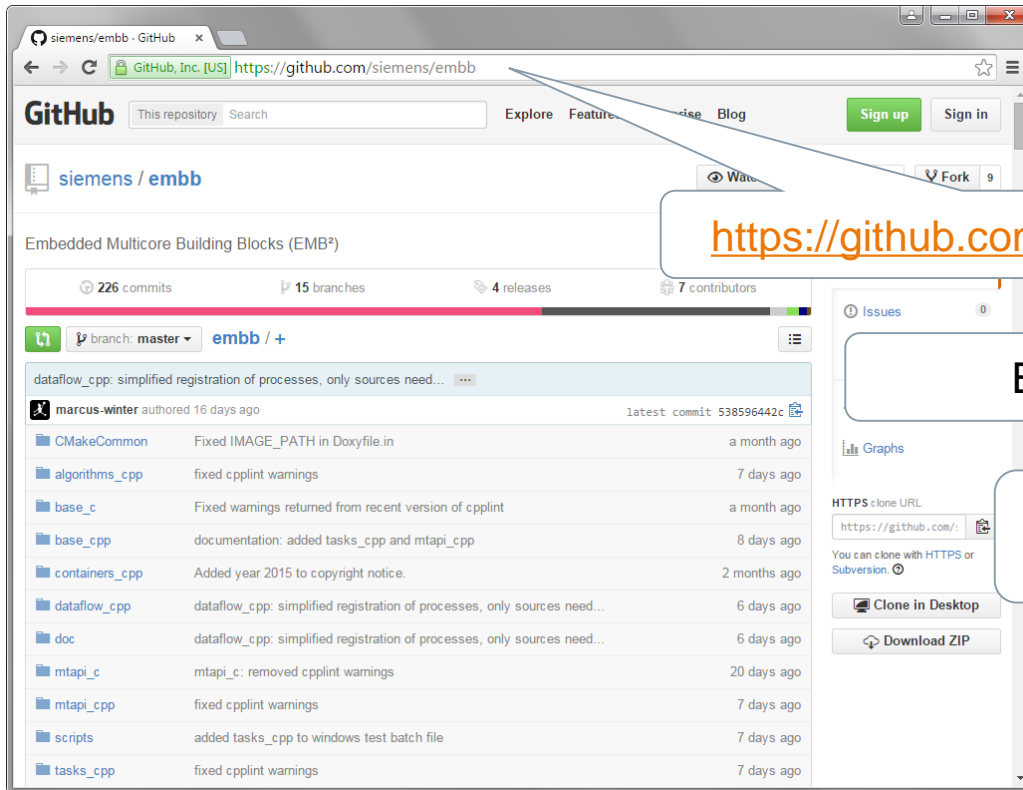 siemens/embb · GitHub
GitHub, Inc. [US] https://github.com/siemens/embb
GitHub This repository Search Explore Blog Sign up Sign in
siemens / embb Fork 9
https://github.com
Embedded Multicore Building Blocks (EMB²)
226 commits 15 branches 4 releases 7 contributors
Issues 0
branch: master embb / +
dataflow_cpp: simplified registration of processes, only sources need... ...
marcus-winter authored 16 days ago latest commit 538596442c
CMakeCommon Fixed IMAGE_PATH in Doxyfile.in a month ago
Graphs
algorithms_cpp fixed cpplint warnings 7 days ago
base_c Fixed warnings returned from recent version of cpplint a month ago
HTTPS clone URL
https://github.com/:
base_cpp documentation: added tasks_cpp and mtapi_cpp 8 days ago
You can clone with HTTPS or
Subversion.
containers_cpp Added year 2015 to copyright notice. 2 months ago
dataflow_cpp dataflow_cpp: simplified registration of processes, only sources need... 6 days ago
Clone in Desktop
doc dataflow_cpp: simplified registration of processes, only sources need... 6 days ago
Download ZIP
mtapi_c mtapi_c: removed cpplint warnings 20 days ago
mtapi_cpp fixed cpplint warnings 7 days ago
scripts added tasks_cpp to windows test batch file 7 days ago
tasks_cpp fixed cpplint warnings 7 days ago